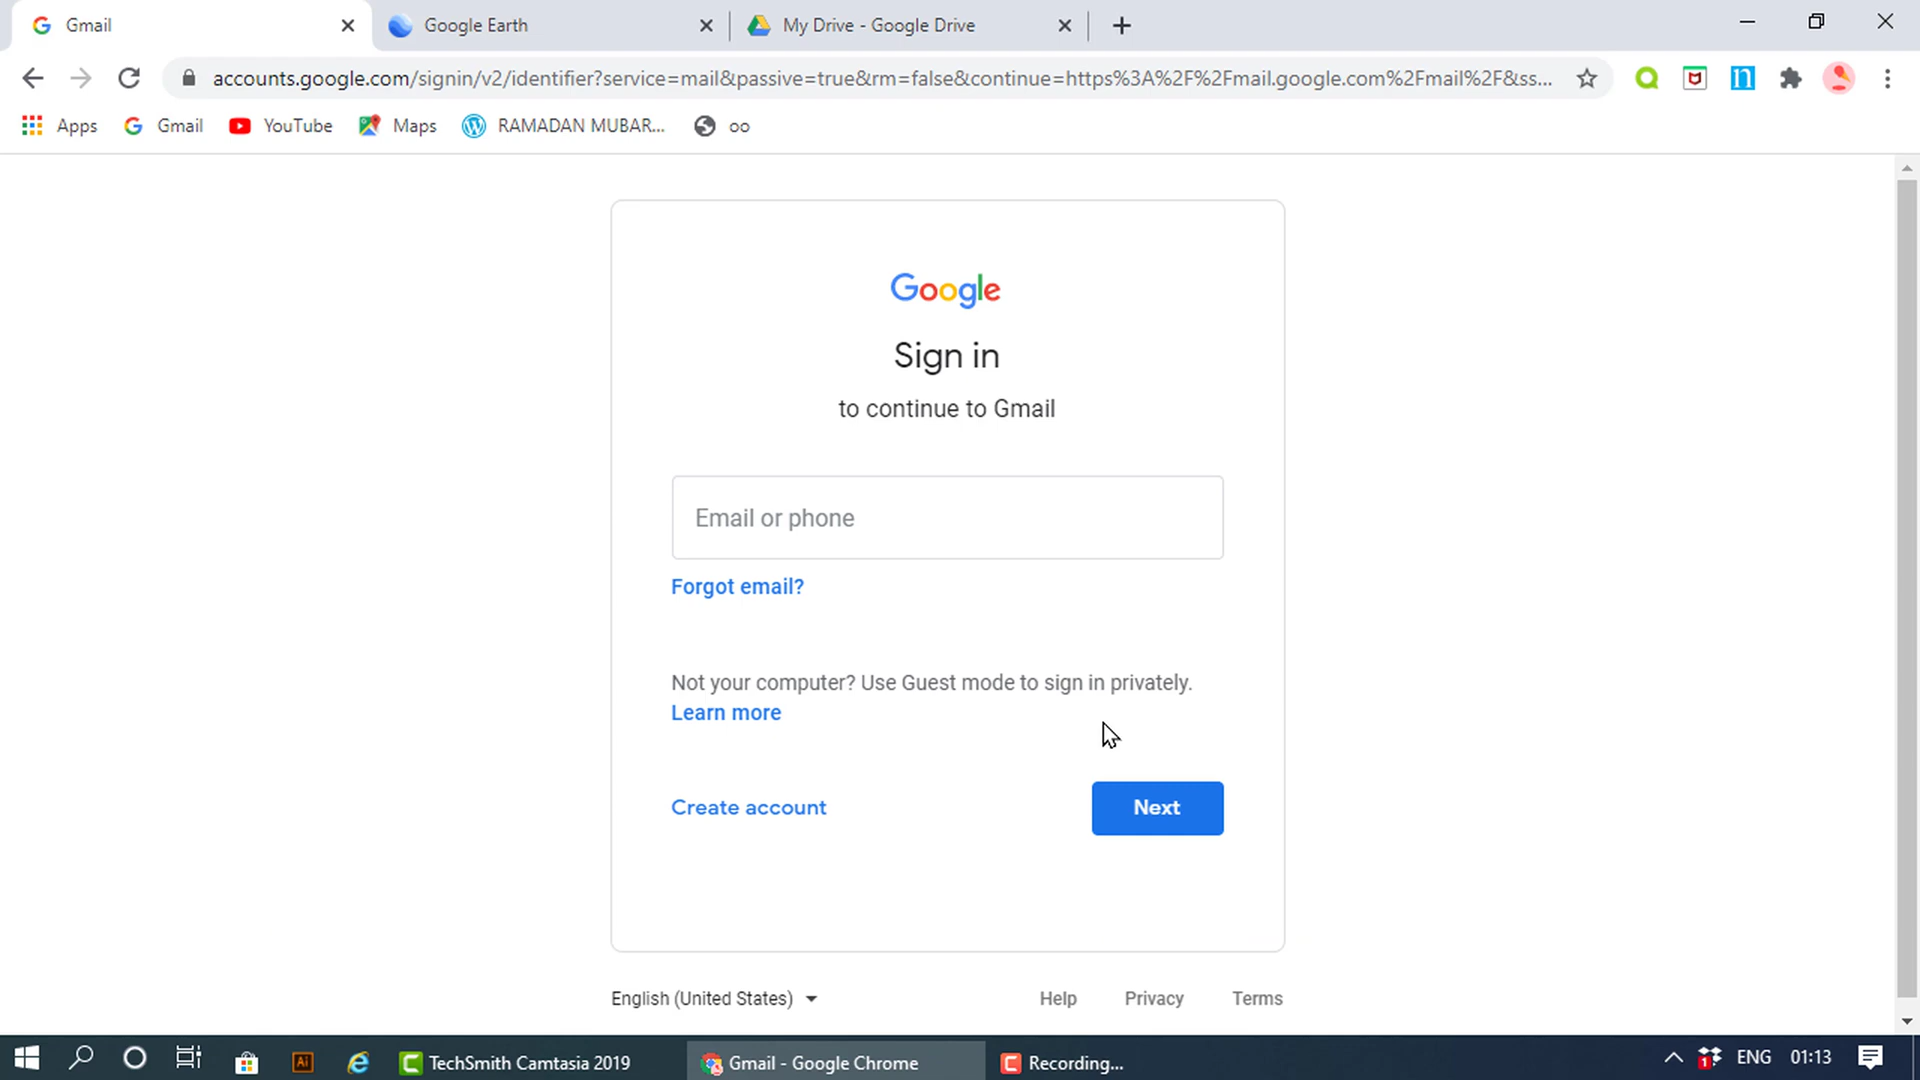 Gmail
Google Earth
My Drive - Google Drive
accounts.google.com/signin/v2/identifier?service=mail&passive=true&rm=false&continue=https%3A%2F%2Fmail.google.com%2Fmail%2F&ss...
Apps
Gmail
YouTube
Maps
RAMADAN MUBAR...
oo
Google
Sign in
to continue to Gmail
Email or phone
Forgot email?
Not your computer? Use Guest mode to sign in privately.
Learn more
Create account
Next
English (United States)
Help
Privacy
Terms
Ai
TechSmith Camtasia 2019
Gmail - Google Chrome
Recording...
1
ENG
01:13